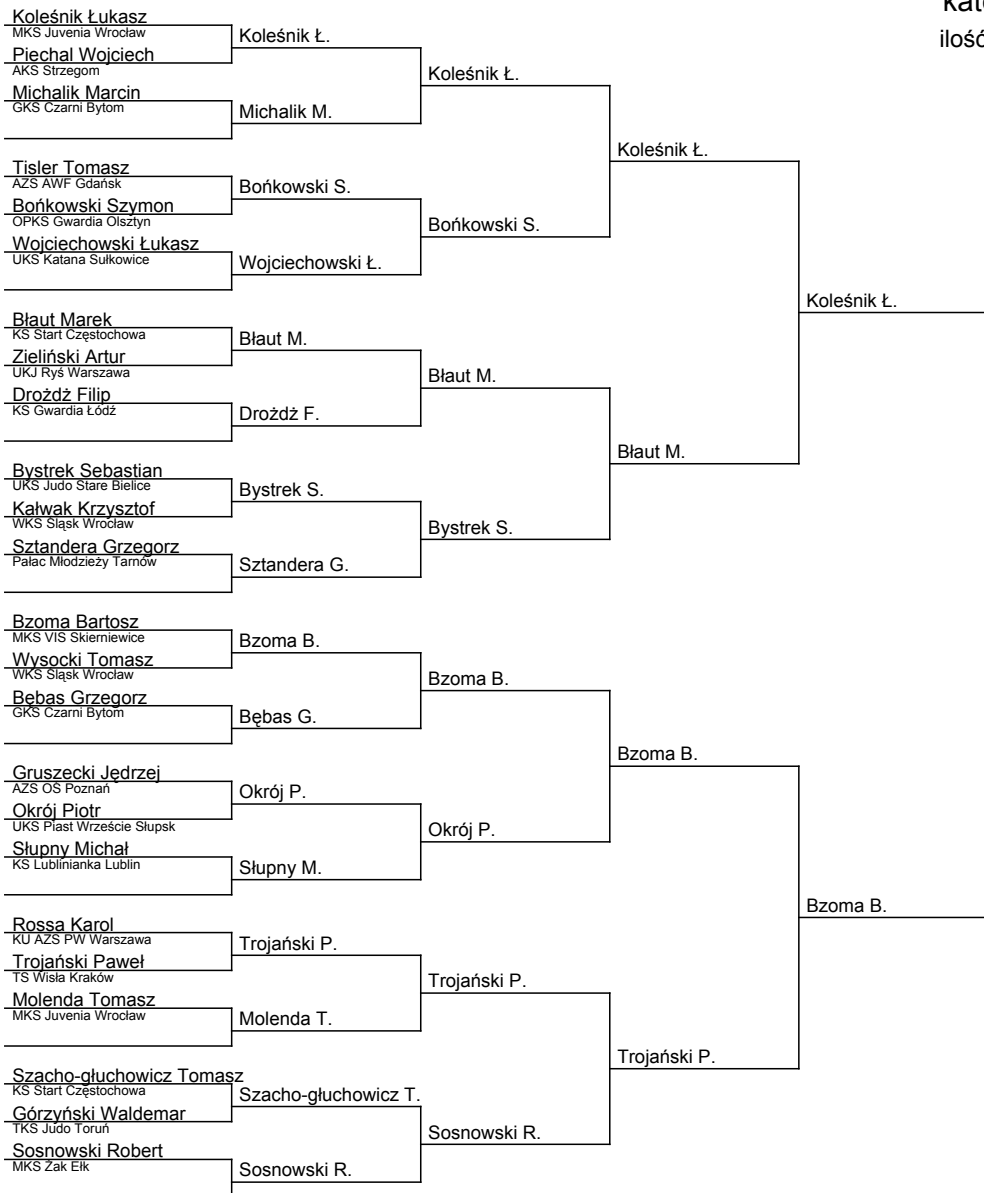 Koleśnik Łukasz
MKS Juvenia Wrocław
Piechal Wojciech
AKS Strzegom
Michalik Marcin
GKS Czarni Bytom
Tisler Tomasz
AZS AWF Gdańsk
Bońkowski Szymon
OPKS Gwardia Olsztyn
Wojciechowski Łukasz
UKS Katana Sułkowice
Błaut Marek
KS Start Częstochowa
Zieliński Artur
UKJ Ryś Warszawa
Drożdż Filip
KS Gwardia Łódź
Bystrek Sebastian
UKS Judo Stare Bielice
Kałwak Krzysztof
WKS Śląsk Wrocław
Sztandera Grzegorz
Pałac Młodzieży Tarnów
Bzoma Bartosz
MKS VIS Skierniewice
Wysocki Tomasz
WKS Śląsk Wrocław
Bębas Grzegorz
GKS Czarni Bytom
Gruszecki Jędrzej
AZS OŚ Poznań
Okrój Piotr
UKS Piast Wrzeście Słupsk
Słupny Michał
KS Lublinianka Lublin
Rossa Karol
KU AZS PW Warszawa
Trojański Paweł
TS Wisła Kraków
Molenda Tomasz
MKS Juvenia Wrocław
Szacho-głuchowicz Tomasz
KS Start Częstochowa
Górzyński Waldemar
TKS Judo Toruń
Sosnowski Robert
MKS Żak Ełk
Koleśnik Ł.
Michalik M.
Bońkowski S.
Wojciechowski Ł.
Błaut M.
Drożdż F.
Bystrek S.
Sztandera G.
Bzoma B.
Bębas G.
Okrój P.
Słupny M.
Trojański P.
Molenda T.
Szacho-głuchowicz T.
Sosnowski R.
Koleśnik Ł.
Bońkowski S.
Błaut M.
Bystrek S.
Bzoma B.
Okrój P.
Trojański P.
Sosnowski R.
Koleśnik Ł.
Błaut M.
Bzoma B.
Trojański P.
Koleśnik Ł.
Bzoma B.
ilość